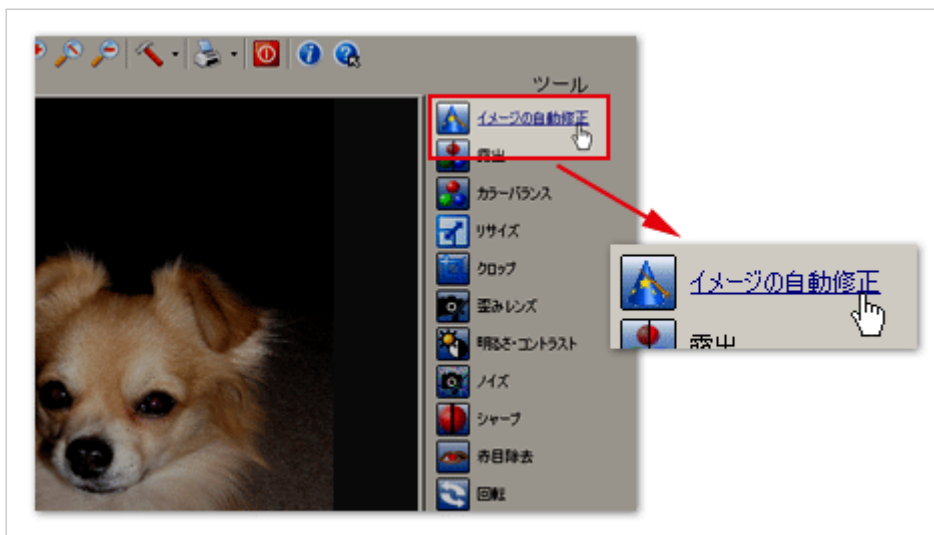 ツール
イメージの自動修正
露出
カラーバランス
リサイズ
クロップ
歪みレンズ
明るさ・コントラスト
ノイズ
シャープ
赤目除去
回転
イメージの自動修正
露出